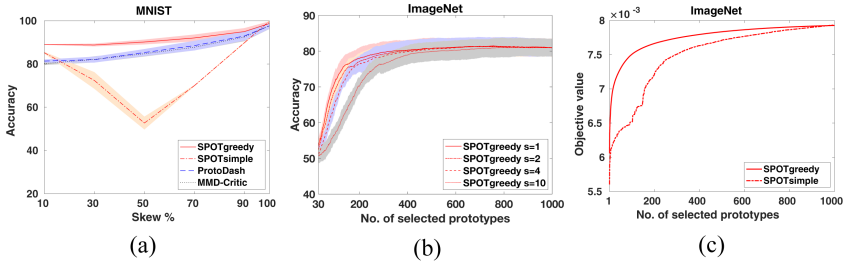 MNIST
100
80
60
40
20
10
30
50
70
90
100
Accuracy
Skew %
SPOTgreedy
SPOTsimple
ProtoDash
MMD-Critic
(a)
ImageNet
90
80
70
60
50
40
30
200
400
600
800
1000
Accuracy
No. of selected prototypes
SPOTgreedy s=1
SPOTgreedy s=2
SPOTgreedy s=4
SPOTgreedy s=10
(b)
ImageNet
× 10⁻³
8
7.5
7
6.5
6
5.5
1
200
400
600
800
1000
Objective value
No. of selected prototypes
SPOTgreedy
SPOTsimple
(c)